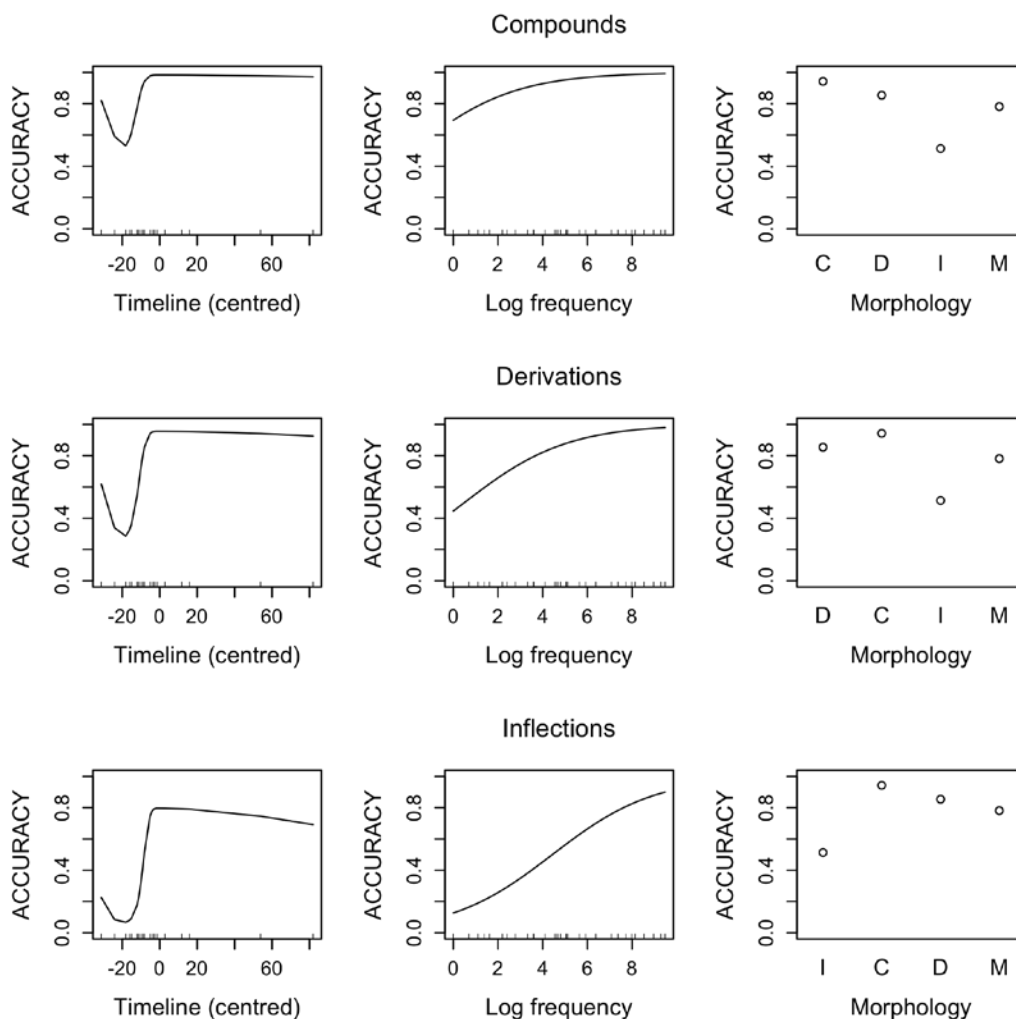 Compounds
ACCURACY
0.0 0.4 0.8
-20 0 20 60
Timeline (centred)
ACCURACY
0.0 0.4 0.8
0 2 4 6 8
Log frequency
ACCURACY
0.0 0.4 0.8
C D I M
Morphology
Derivations
ACCURACY
0.0 0.4 0.8
-20 0 20 60
Timeline (centred)
ACCURACY
0.0 0.4 0.8
0 2 4 6 8
Log frequency
ACCURACY
0.0 0.4 0.8
D C I M
Morphology
Inflections
ACCURACY
0.0 0.4 0.8
-20 0 20 60
Timeline (centred)
ACCURACY
0.0 0.4 0.8
0 2 4 6 8
Log frequency
ACCURACY
0.0 0.4 0.8
I C D M
Morphology